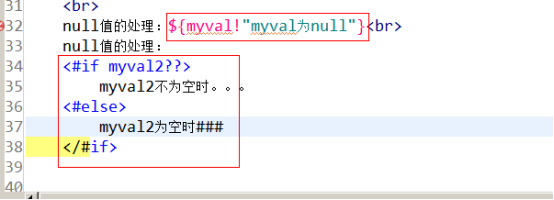 31 <br>
32 null值的处理：${myval!"myval为null"}<br>
33 null值的处理：
34 <#if myval2??>
35 myval2不为空时。。。
36 <#else>
37 myval2为空时###
38 </#if>
39
40